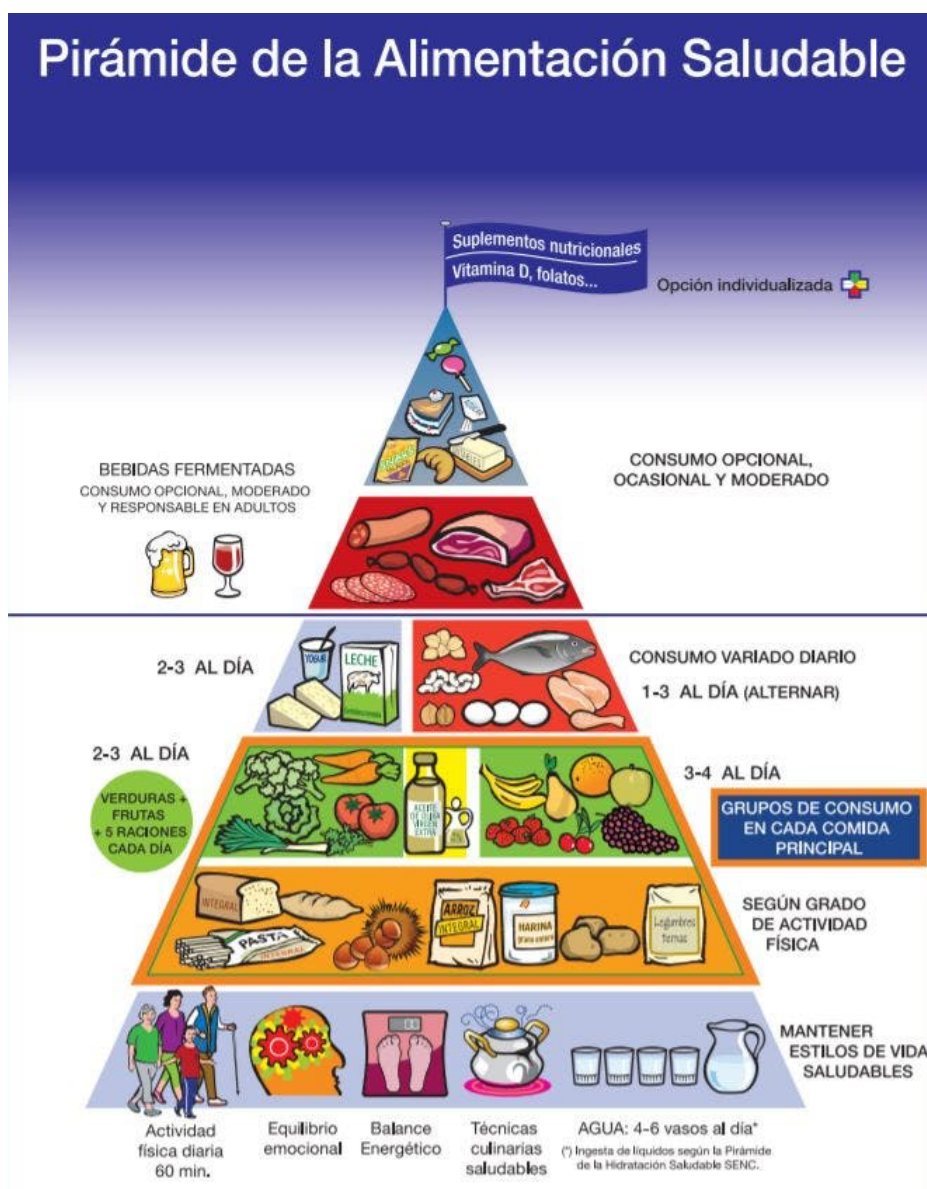 Pirámide de la Alimentación Saludable
Suplementos nutricionales
Vitamina D, folatos...
Opción individualizada
BEBIDAS FERMENTADAS
CONSUMO OPCIONAL, MODERADO
Y RESPONSABLE EN ADULTOS
CONSUMO OPCIONAL,
OCASIONAL Y MODERADO
2-3 AL DÍA
YOGUR
LECHE
CONSUMO VARIADO DIARIO
1-3 AL DÍA (ALTERNAR)
2-3 AL DÍA
VERDURAS +
FRUTAS
+ 5 RACIONES
CADA DÍA
ACEITE
DE OLIVA
VIRGEN
EXTRA
3-4 AL DÍA
GRUPOS DE CONSUMO
EN CADA COMIDA
PRINCIPAL
INTEGRAL
PASTA
INTEGRAL
ARROZ
INTEGRAL
HARINA
Legumbres
tiernas
SEGÚN GRADO
DE ACTIVIDAD
FÍSICA
MANTENER
ESTILOS DE VIDA
SALUDABLES
Actividad
física diaria
60 min.
Equilibrio
emocional
Balance
Energético
Técnicas
culinarias
saludables
AGUA: 4-6 vasos al día*
(*) Ingesta de líquidos según la Pirámide
de la Hidratación Saludable SENC.